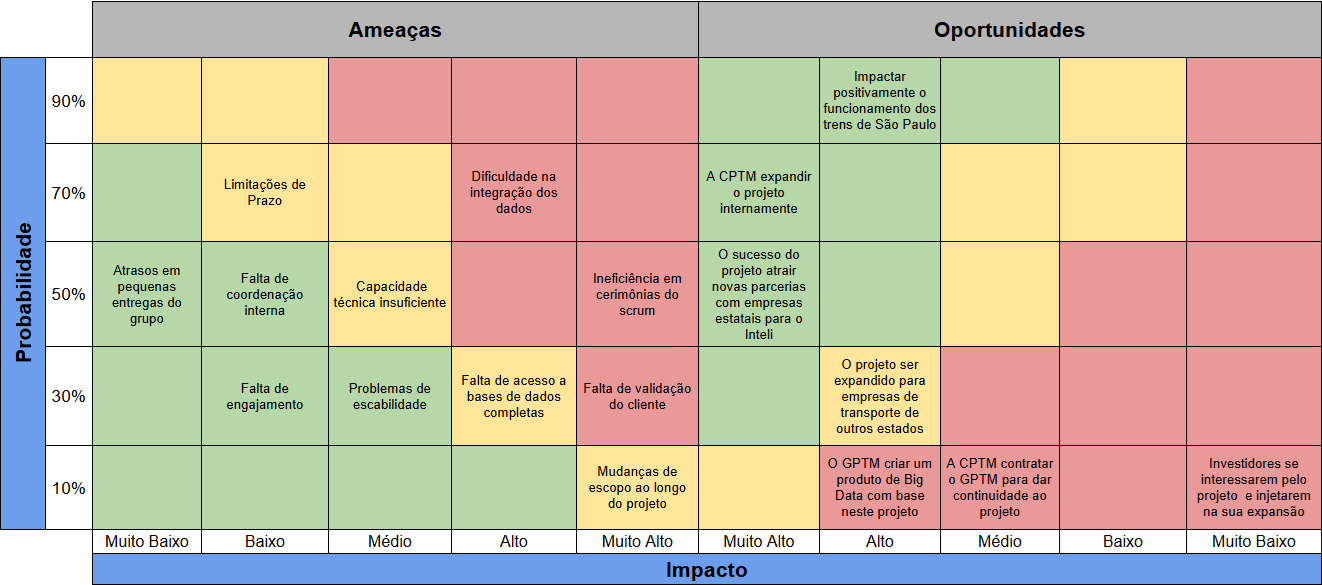 Ameaças
Oportunidades
Probabilidade
90%
Impactar
positivamente o
funcionamento dos
trens de São Paulo
70%
Limitações de
Prazo
Dificuldade na
integração dos
dados
A CPTM expandir
o projeto
internamente
50%
Atrasos em
pequenas
entregas do
grupo
Falta de
coordenação
interna
Capacidade
técnica insuficiente
Ineficiência em
cerimônias do
scrum
O sucesso do
projeto atrair
novas parcerias
com empresas
estatais para o
Inteli
30%
Falta de
engajamento
Problemas de
escabilidade
Falta de acesso a
bases de dados
completas
Falta de validação
do cliente
O projeto ser
expandido para
empresas de
transporte de
outros estados
10%
Mudanças de
escopo ao longo
do projeto
O GPTM criar um
produto de Big
Data com base
neste projeto
A CPTM contratar
o GPTM para dar
continuidade ao
projeto
Investidores se
interessarem pelo
projeto e injetarem
na sua expansão
Muito Baixo
Baixo
Médio
Alto
Muito Alto
Muito Alto
Alto
Médio
Baixo
Muito Baixo
Impacto